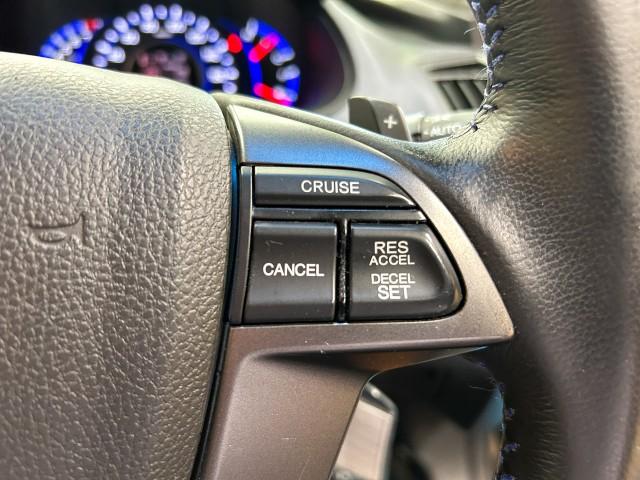 +
AUTO
CRUISE
CANCEL
RES
ACCEL
DECEL
SET